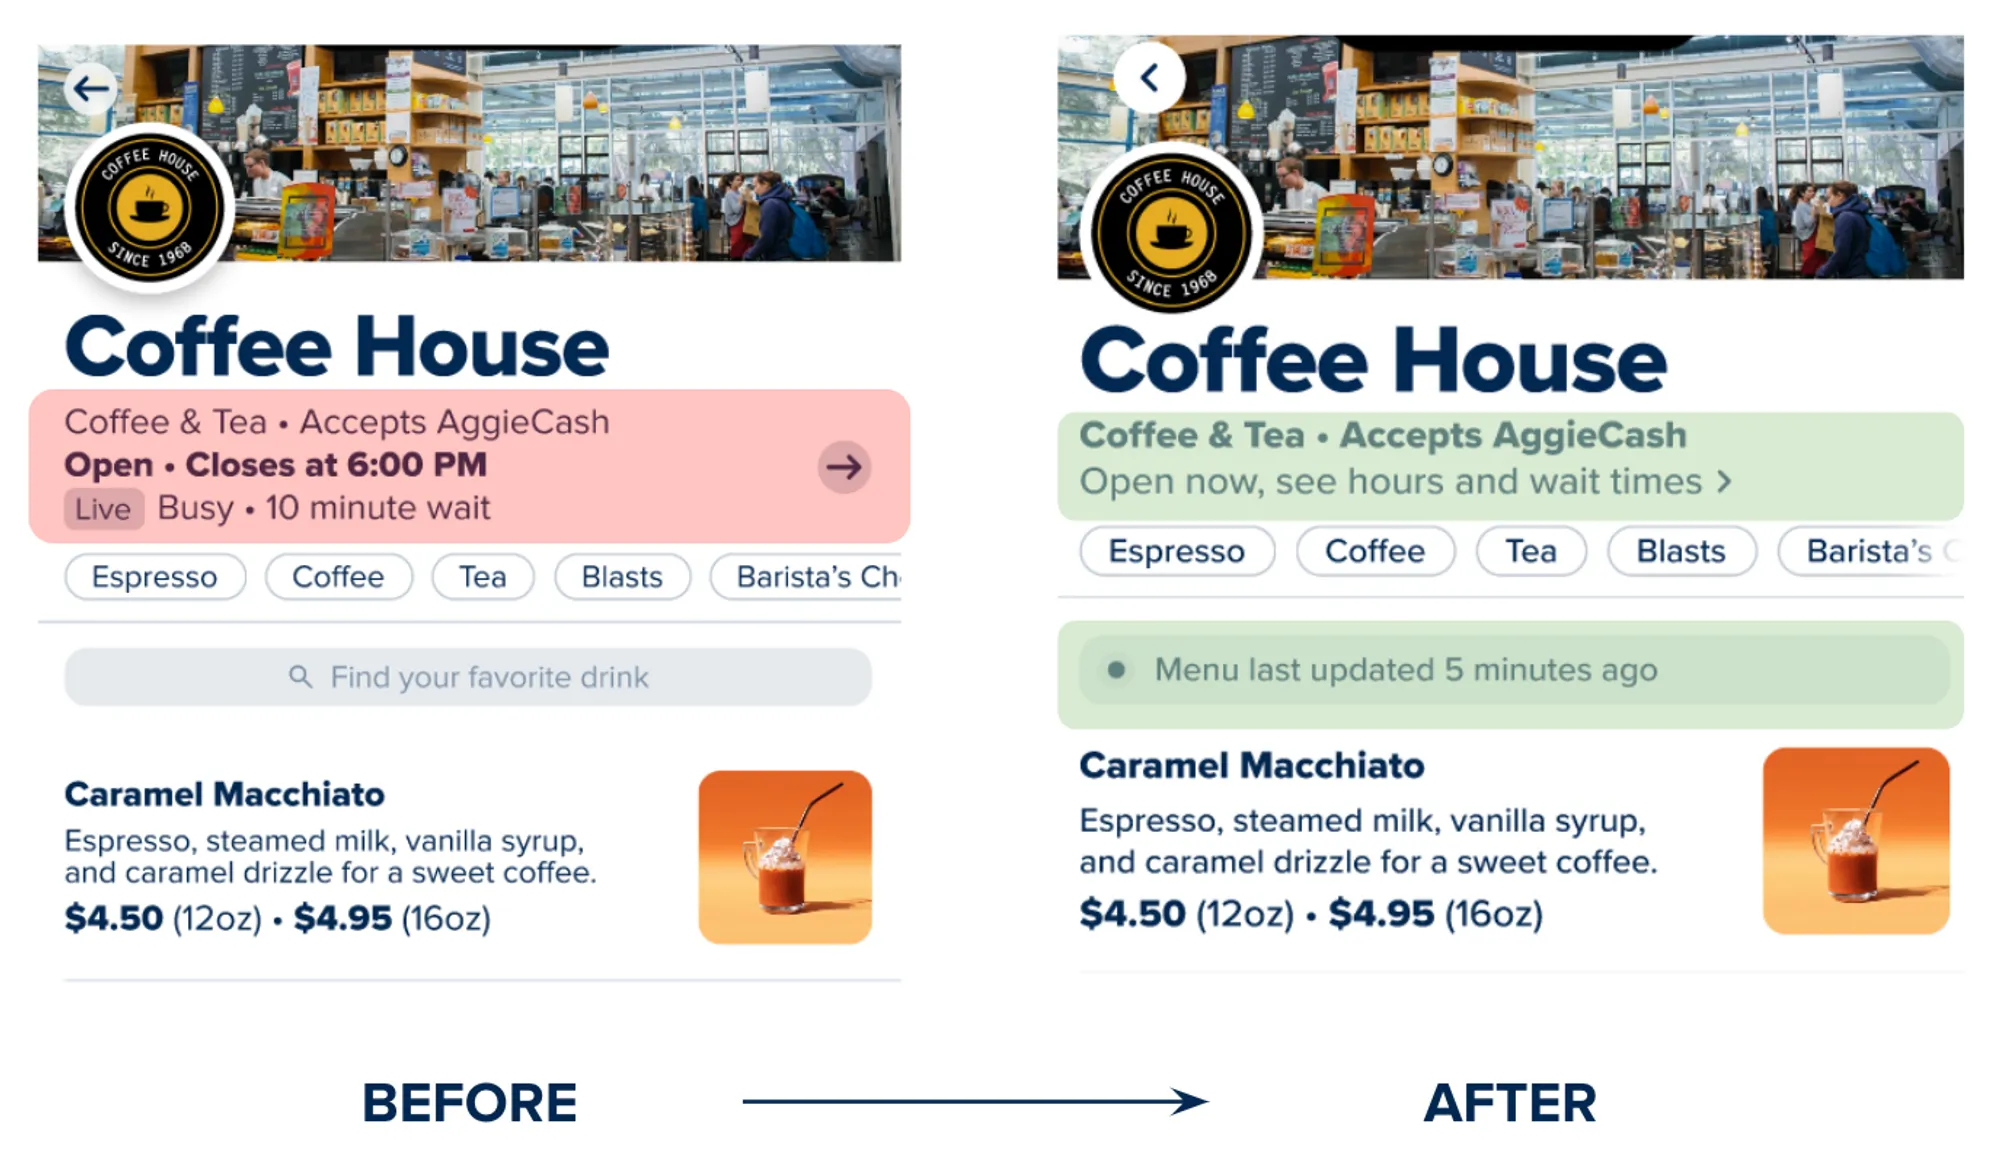 COFFEE HOUSE
SINCE 1968
Coffee House
Coffee & Tea • Accepts AggieCash
Open • Closes at 6:00 PM
Live Busy • 10 minute wait
Espresso Coffee Tea Blasts Barista's Ch
Find your favorite drink
Caramel Macchiato
Espresso, steamed milk, vanilla syrup,
and caramel drizzle for a sweet coffee.
$4.50 (12oz) • $4.95 (16oz)
BEFORE
COFFEE HOUSE
SINCE 1968
Coffee House
Coffee & Tea • Accepts AggieCash
Open now, see hours and wait times
Espresso Coffee Tea Blasts Barista's C
Menu last updated 5 minutes ago
Caramel Macchiato
Espresso, steamed milk, vanilla syrup,
and caramel drizzle for a sweet coffee.
$4.50 (12oz) • $4.95 (16oz)
AFTER